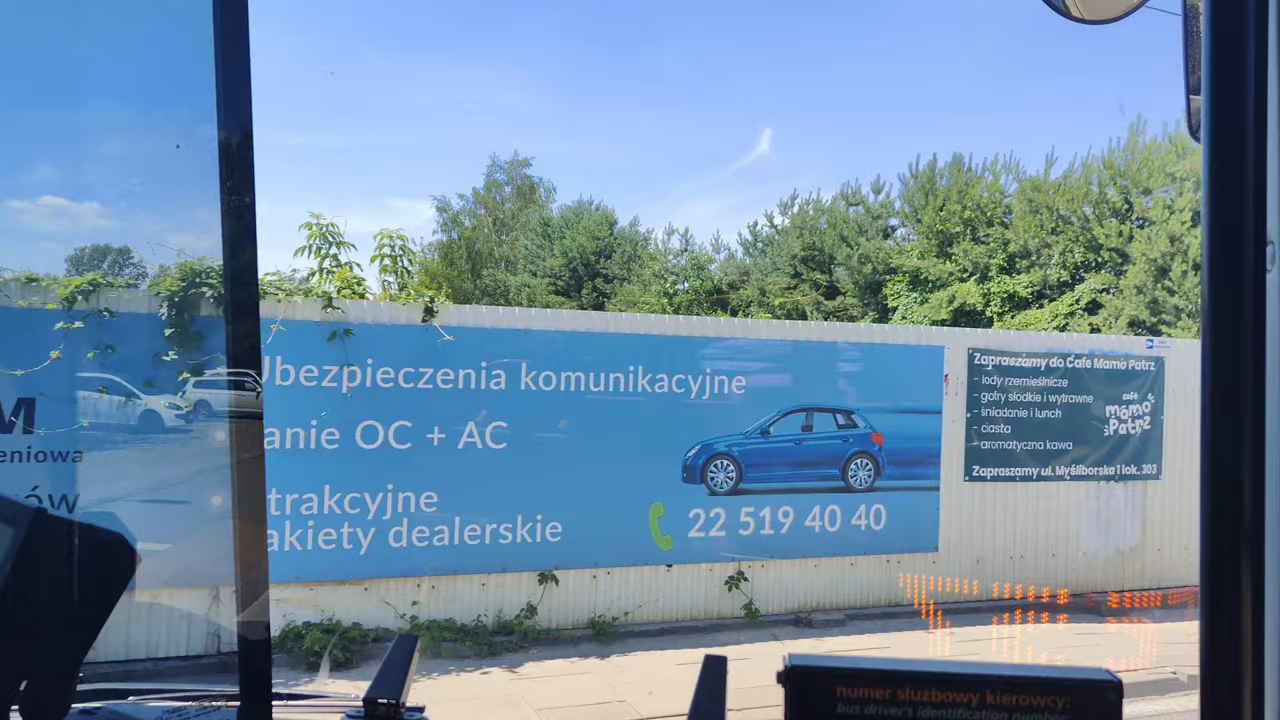 Ubezpieczenia komunikacyjne
anie OC + AC
trakcyjne
akiety dealerskie
22 519 40 40
M
eniowa
ów
Zapraszamy do Cafe Mamo Patrz
- lody rzemieślnicze
- gofry słodkie i wytrawne
- śniadanie i lunch
- ciasta
- aromatyczna kawa
café
mamo
Patrz
Zapraszamy ul. Myśliborska 1 lok. 303
numer służbowy kierowcy:
bus driver's identification number